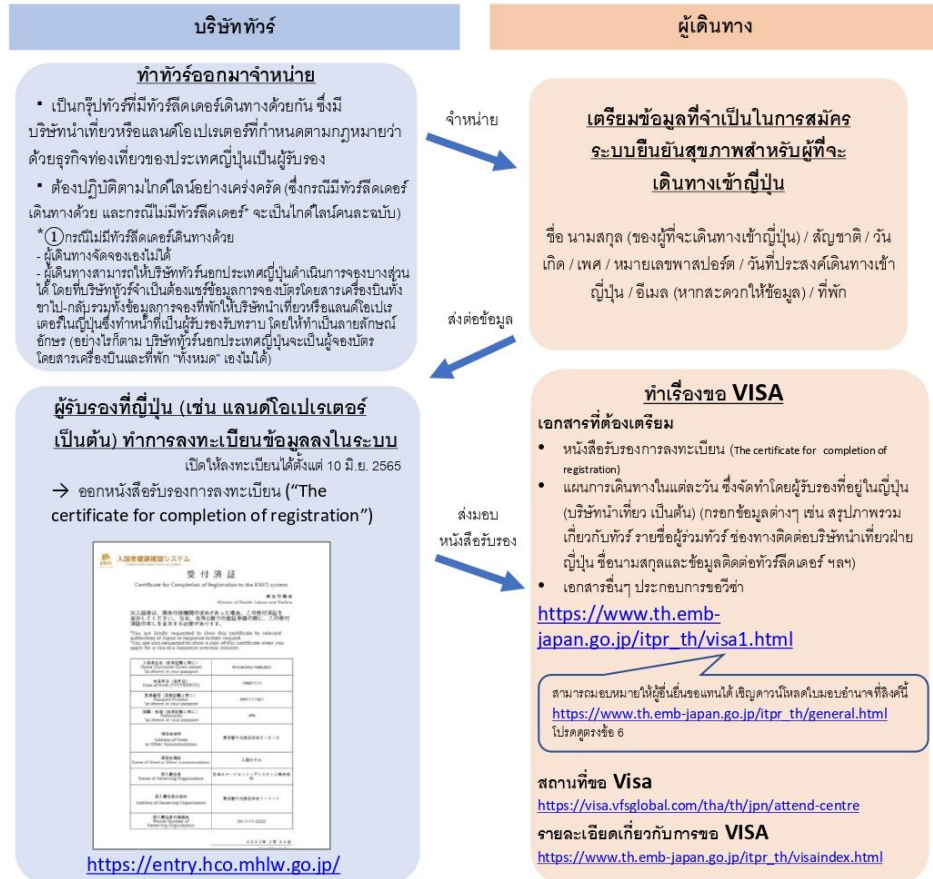 บริษัททัวร์
ผู้เดินทาง
ทำทัวร์ออกมาจำหน่าย
▪ เป็นกรุ๊ปทัวร์ที่มีทัวร์ลีดเดอร์เดินทางด้วยกัน ซึ่งมี
บริษัทนำเที่ยวหรือแลนด์โอเปเรเตอร์ที่กำหนดตามกฎหมายว่า
ด้วยธุรกิจท่องเที่ยวของประเทศญี่ปุ่นเป็นผู้รับรอง
▪ ต้องปฏิบัติตามไกด์ไลน์อย่างเคร่งครัด (ซึ่งกรณีมีทัวร์ลีดเดอร์
เดินทางด้วย และกรณีไม่มีทัวร์ลีดเดอร์* จะเป็นไกด์ไลน์คนละฉบับ)
*①กรณีไม่มีทัวร์ลีดเดอร์เดินทางด้วย
- ผู้เดินทางจัดจองเองไม่ได้
- ผู้เดินทางสามารถให้บริษัททัวร์นอกประเทศญี่ปุ่นดำเนินการจองบางส่วน
ได้ โดยที่บริษัททัวร์จำเป็นต้องแชร์ข้อมูลการจองบัตรโดยสารเครื่องบินทั้ง
ขาไป-กลับรวมทั้งข้อมูลการจองที่พักให้บริษัทนำเที่ยวหรือแลนด์โอเปเร
เตอร์ในญี่ปุ่นซึ่งทำหน้าที่เป็นผู้รับรองรับทราบ โดยให้ทำเป็นลายลักษณ์
อักษร (อย่างไรก็ตาม บริษัททัวร์นอกประเทศญี่ปุ่นจะเป็นผู้จองบัตร
โดยสารเครื่องบินและที่พัก “ทั้งหมด” เองไม่ได้)
จำหน่าย
เตรียมข้อมูลที่จำเป็นในการสมัคร
ระบบยืนยันสุขภาพสำหรับผู้ที่จะ
เดินทางเข้าญี่ปุ่น
ชื่อ นามสกุล (ของผู้ที่จะเดินทางเข้าญี่ปุ่น) / สัญชาติ / วัน
เกิด / เพศ / หมายเลขพาสปอร์ต / วันที่ประสงค์เดินทางเข้า
ญี่ปุ่น / อีเมล (หากสะดวกให้ข้อมูล) / ที่พัก
ส่งต่อข้อมูล
ผู้รับรองที่ญี่ปุ่น (เช่น แลนด์โอเปเรเตอร์
เป็นต้น) ทำการลงทะเบียนข้อมูลลงในระบบ
เปิดให้ลงทะเบียนได้ตั้งแต่ 10 มิ.ย. 2565
→ ออกหนังสือรับรองการลงทะเบียน (“The
certificate for completion of registration”)
入国者健康確認システム
受付済証
Certificate for Completion of Registration to the ERFS system
厚生労働省
Ministry of Health, Labour and Welfare
https://entry.hco.mhlw.go.jp/
ส่งมอบ
หนังสือรับรอง
ทำเรื่องขอ VISA
เอกสารที่ต้องเตรียม
• หนังสือรับรองการลงทะเบียน (The certificate for completion of
registration)
• แผนการเดินทางในแต่ละวัน ซึ่งจัดทำโดยผู้รับรองที่อยู่ในญี่ปุ่น
(บริษัทนำเที่ยว เป็นต้น) (กรอกข้อมูลต่างๆ เช่น สรุปภาพรวม
เกี่ยวกับทัวร์ รายชื่อผู้ร่วมทัวร์ ช่องทางติดต่อบริษัทนำเที่ยวฝ่าย
ญี่ปุ่น ชื่อนามสกุลและข้อมูลติดต่อทัวร์ลีดเดอร์ ฯลฯ)
• เอกสารอื่นๆ ประกอบการขอวีซ่า
https://www.th.emb-
japan.go.jp/itpr_th/visa1.html
สามารถมอบหมายให้ผู้อื่นยื่นขอแทนได้ เชิญดาวน์โหลดใบมอบอำนาจที่ลิงค์นี้
https://www.th.emb-japan.go.jp/itpr_th/general.html
โปรดดูตรงข้อ 6
สถานที่ขอ Visa
https://visa.vfsglobal.com/tha/th/jpn/attend-centre
รายละเอียดเกี่ยวกับการขอ VISA
https://www.th.emb-japan.go.jp/itpr_th/visaindex.html